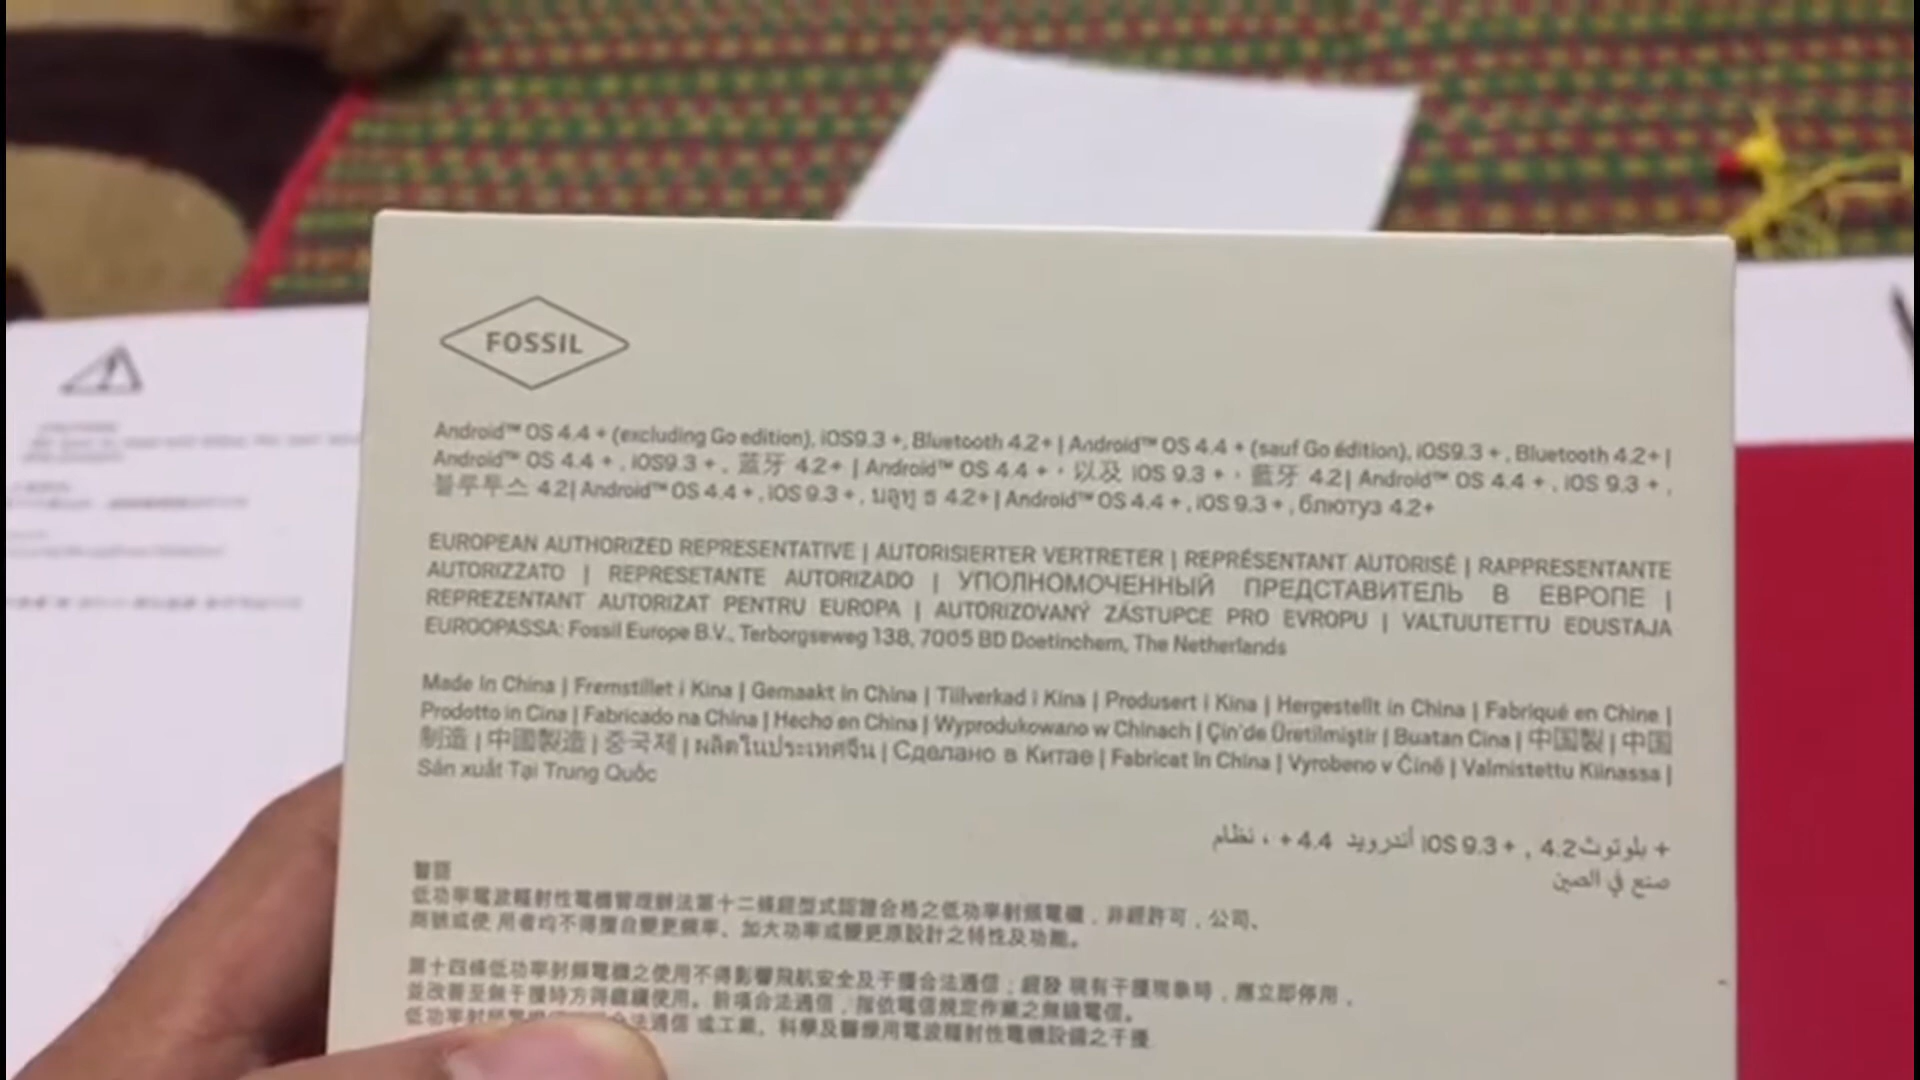 FOSSIL
Android™ OS 4.4 + (excluding Go edition), iOS9.3 +, Bluetooth 4.2+ | Android™ OS 4.4 + (sauf Go édition), iOS9.3 + , Bluetooth 4.2+ |
Android™ OS 4.4 + , iOS9.3 + , 蓝牙 4.2+ | Android™ OS 4.4 + , 以及 iOS 9.3 + , 藍牙 4.2| Android™ OS 4.4 + , iOS 9.3 + ,
블루투스 4.2| Android™ OS 4.4 + , iOS 9.3 + , บลูทู ธ 4.2+ | Android™ OS 4.4 + , iOS 9.3 + , блютуз 4.2+
EUROPEAN AUTHORIZED REPRESENTATIVE | AUTORISIERTER VERTRETER | REPRÉSENTANT AUTORISÉ | RAPPRESENTANTE
AUTORIZZATO | REPRESETANTE AUTORIZADO | УПОЛНОМОЧЕННЫЙ ПРЕДСТАВИТЕЛЬ В ЕВРОПЕ |
REPREZENTANT AUTORIZAT PENTRU EUROPA | AUTORIZOVANÝ ZÁSTUPCE PRO EVROPU | VALTUUTETTU EDUSTAJA
EUROOPASSA: Fossil Europe B.V., Terborgseweg 138, 7005 BD Doetinchem, The Netherlands
Made in China | Fremstillet i Kina | Gemaakt in China | Tillverkad i Kina | Produsert i Kina | Hergestellt in China | Fabriqué en Chine |
Prodotto in Cina | Fabricado na China | Hecho en China | Wyprodukowano w Chinach | Çin'de Üretilmiştir | Buatan Cina | 中国製 | 中国
制造 | 中國製造 | 중국제 | ผลิตในประเทศจีน | Сделано в Китае | Fabricat în China | Vyrobeno v Číně | Valmistettu Kiinassa |
Sản xuất Tại Trung Quốc
+ بلوتوث4.2 , iOS 9.3 + أندرويد 4.4 + ، نظام
صنع في الصين
警語
低功率電波輻射性電機管理辦法第十二條經型式認證合格之低功率射頻電機，非經許可，公司、
商號或使 用者均不得擅自變更頻率、加大功率或變更原設計之特性及功能。
第十四條低功率射頻電機之使用不得影響飛航安全及干擾合法通信；經發 現有干擾現象時，應立即停用，
並改善至無干擾時方得繼續使用。前項合法通信，指依電信規定作業之無線電信。
低功率射頻 合法通信 或工業、科學及醫療用電波輻射性電機設備之干擾